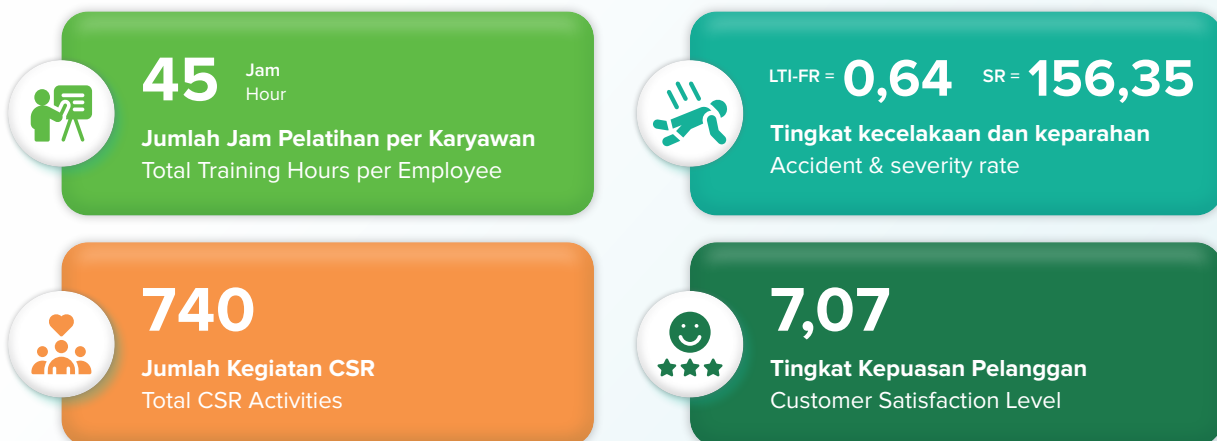 45 Jam
Hour
Jumlah Jam Pelatihan per Karyawan
Total Training Hours per Employee
LTI-FR = 0,64 SR = 156,35
Tingkat kecelakaan dan keparahan
Accident & severity rate
740
Jumlah Kegiatan CSR
Total CSR Activities
7,07
Tingkat Kepuasan Pelanggan
Customer Satisfaction Level